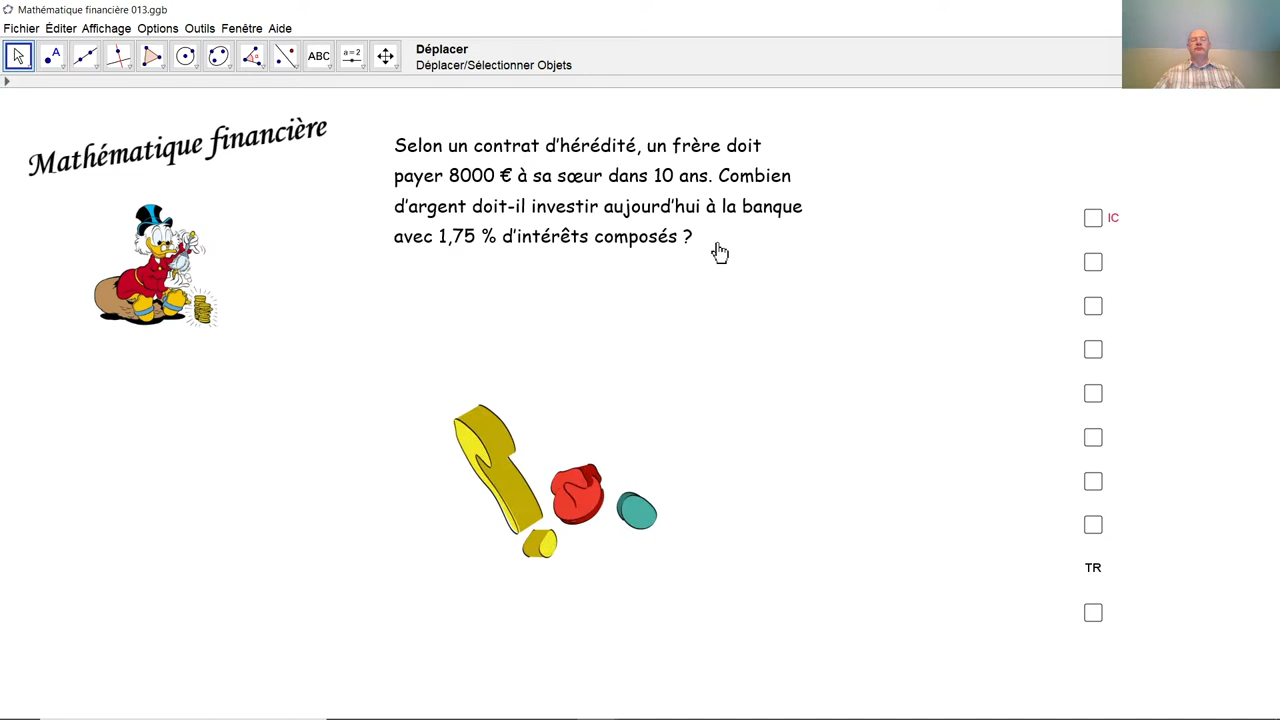 Mathématique financière 013.ggb
Fichier Éditer Affichage Options Outils Fenêtre Aide
A
ABC
a=2
Déplacer
Déplacer/Sélectionner Objets
Mathématique financière
Selon un contrat d'hérédité, un frère doit
payer 8000 € à sa sœur dans 10 ans. Combien
d'argent doit-il investir aujourd'hui à la banque
avec 1,75 % d'intérêts composés ?
IC
TR